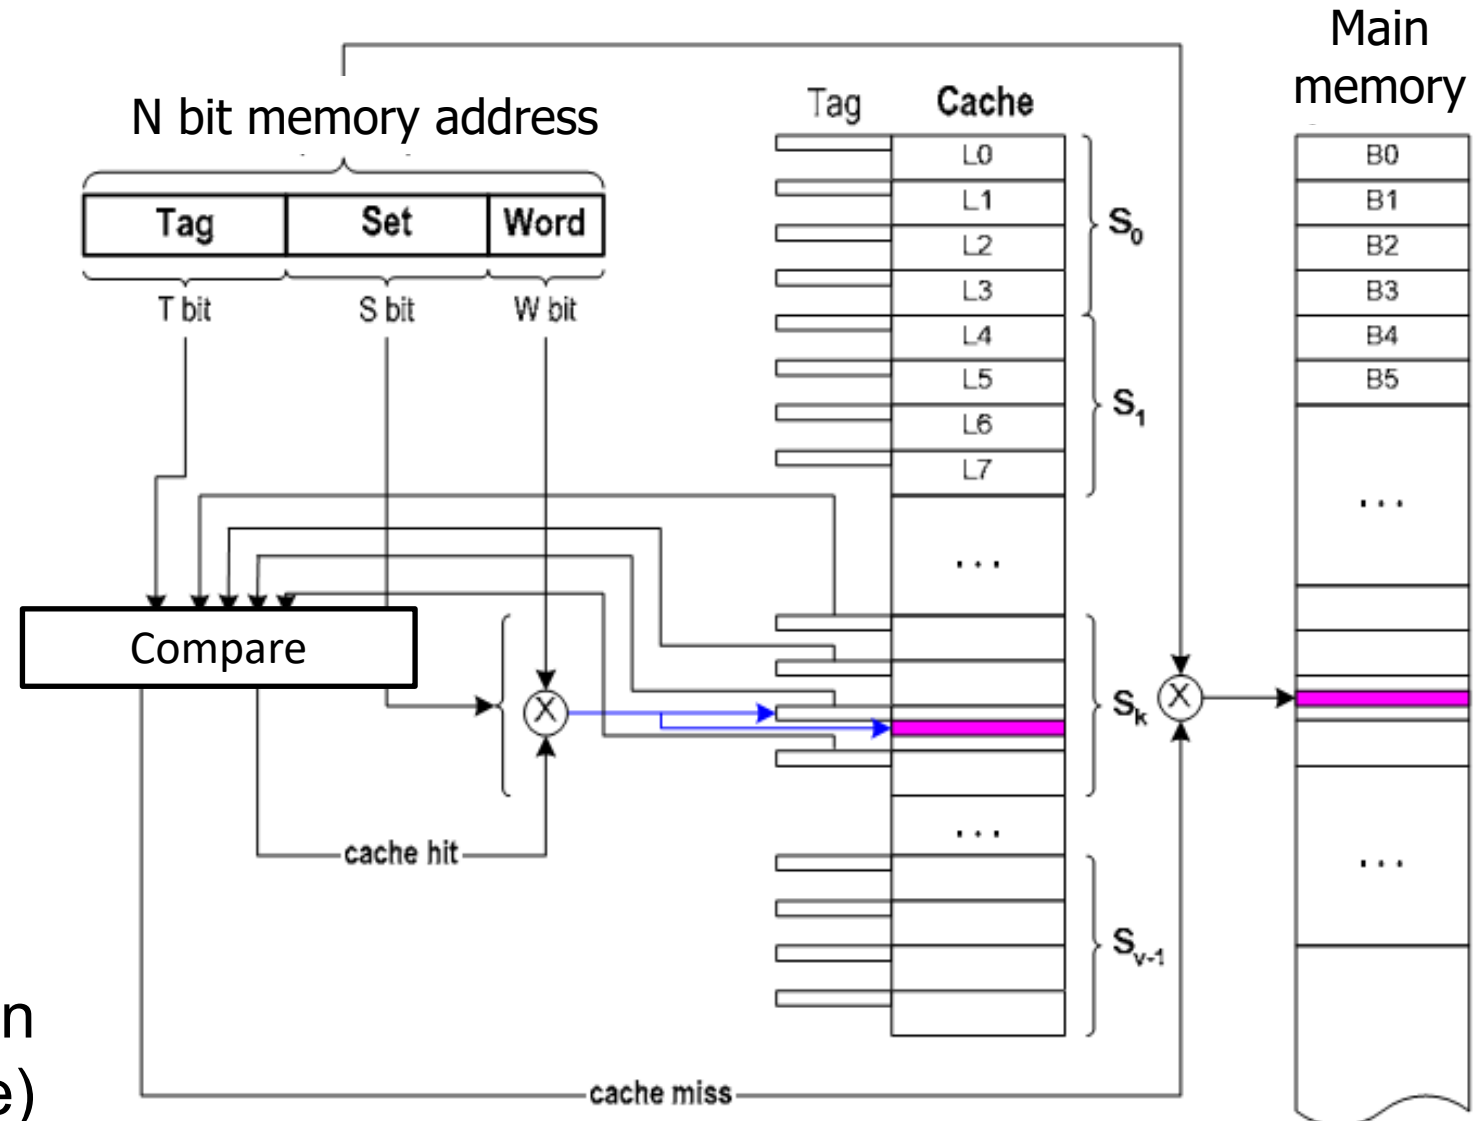 Main
memory
N bit memory address
Tag
Cache
Tag
Set
Word
T bit
S bit
W bit
L0
L1
L2
L3
L4
L5
L6
L7
...
...
S0
S1
Sk
Sv-1
B0
B1
B2
B3
B4
B5
...
...
Compare
X
X
cache hit
cache miss
n
e)